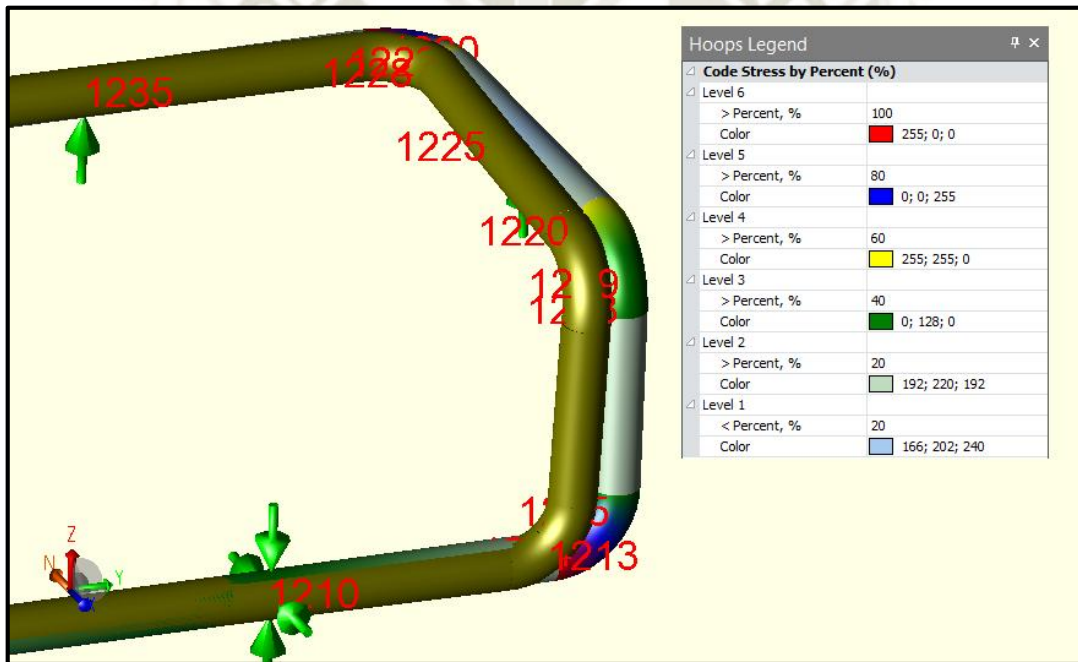 1235
1228
1225
1220
1213
1210
Z
N
Y
Hoops Legend
Code Stress by Percent (%)
Level 6
> Percent, % 100
Color 255; 0; 0
Level 5
> Percent, % 80
Color 0; 0; 255
Level 4
> Percent, % 60
Color 255; 255; 0
Level 3
> Percent, % 40
Color 0; 128; 0
Level 2
> Percent, % 20
Color 192; 220; 192
Level 1
< Percent, % 20
Color 166; 202; 240